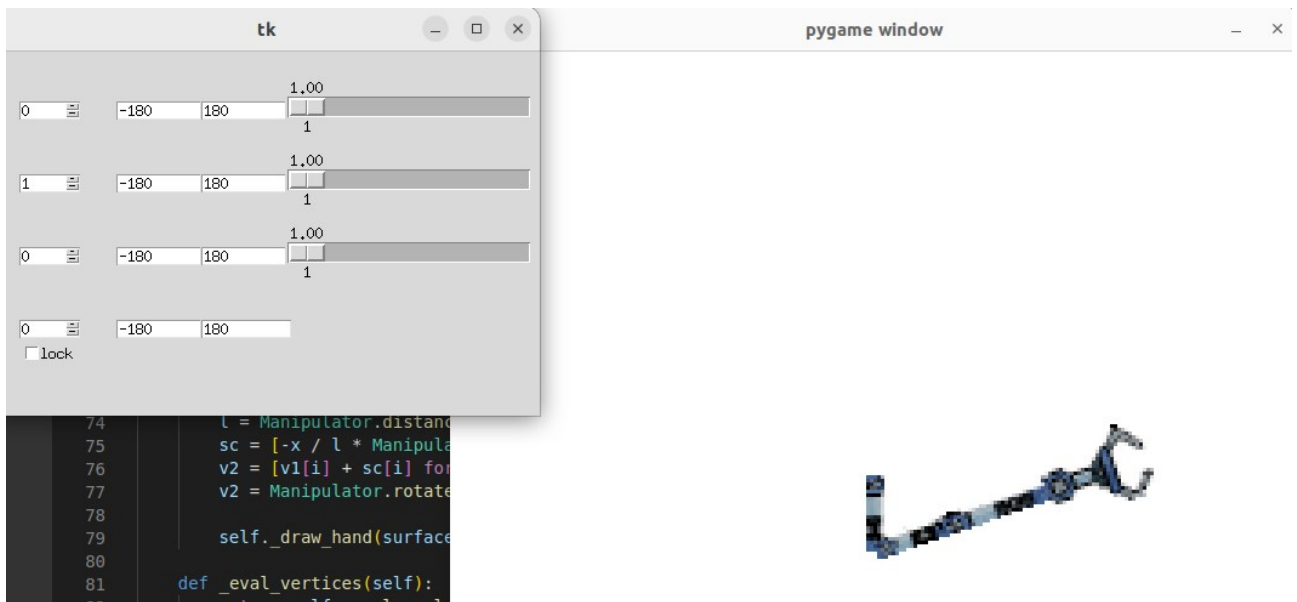 tk
pygame window
1.00
0 -180 180
1
1.00
1 -180 180
1
1.00
0 -180 180
1
0 -180 180
lock
74 l = Manipulator.distanc
75 sc = [-x / l * Manipula
76 v2 = [v1[i] + sc[i] for
77 v2 = Manipulator.rotate
78
79 self._draw_hand(surface
80
81 def _eval_vertices(self):